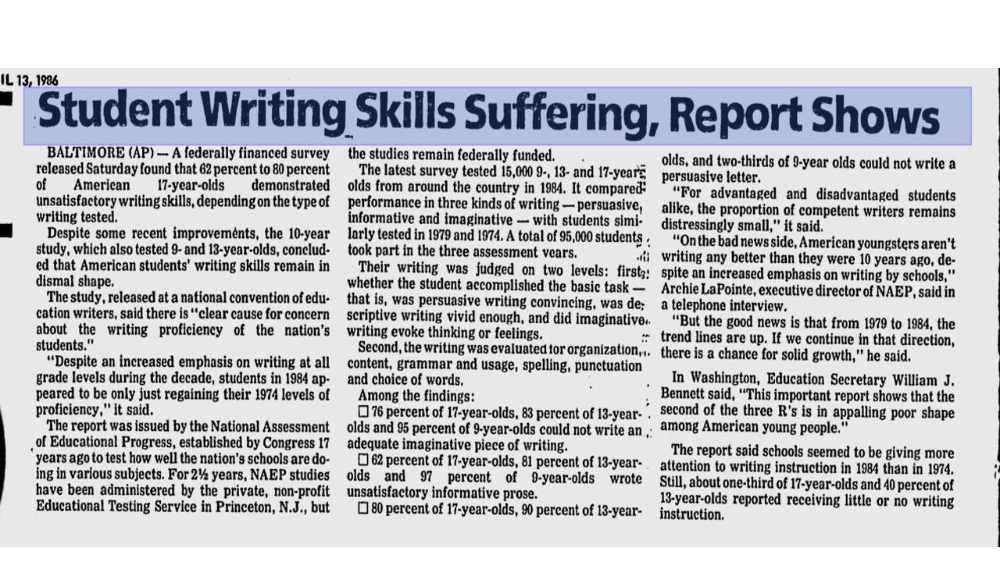 IL 13, 1986
Student Writing Skills Suffering, Report Shows
BALTIMORE (AP) — A federally financed survey
released Saturday found that 62 percent to 80 percent
of American 17-year-olds demonstrated
unsatisfactory writing skills, depending on the type of
writing tested.
Despite some recent improvements, the 10-year
study, which also tested 9- and 13-year-olds, conclud-
ed that American students' writing skills remain in
dismal shape.
The study, released at a national convention of edu-
cation writers, said there is "clear cause for concern
about the writing proficiency of the nation's
students."
"Despite an increased emphasis on writing at all
grade levels during the decade, students in 1984 ap-
peared to be only just regaining their 1974 levels of
proficiency," it said.
The report was issued by the National Assessment
of Educational Progress, established by Congress 17
years ago to test how well the nation's schools are do-
ing in various subjects. For 2½ years, NAEP studies
have been administered by the private, non-profit
Educational Testing Service in Princeton, N.J., but
the studies remain federally funded.
The latest survey tested 15,000 9-, 13- and 17-year-
olds from around the country in 1984. It compared
performance in three kinds of writing — persuasive,
informative and imaginative — with students simi-
larly tested in 1979 and 1974. A total of 95,000 students
took part in the three assessment years.
Their writing was judged on two levels: first,
whether the student accomplished the basic task —
that is, was persuasive writing convincing, was de-
scriptive writing vivid enough, and did imaginative
writing evoke thinking or feelings.
Second, the writing was evaluated for organization,
content, grammar and usage, spelling, punctuation
and choice of words.
Among the findings:
□ 76 percent of 17-year-olds, 83 percent of 13-year-
olds and 95 percent of 9-year-olds could not write an
adequate imaginative piece of writing.
□ 62 percent of 17-year-olds, 81 percent of 13-year-
olds and 97 percent of 9-year-olds wrote
unsatisfactory informative prose.
□ 80 percent of 17-year-olds, 90 percent of 13-year-
olds, and two-thirds of 9-year olds could not write a
persuasive letter.
"For advantaged and disadvantaged students
alike, the proportion of competent writers remains
distressingly small," it said.
"On the bad news side, American youngsters aren't
writing any better than they were 10 years ago, de-
spite an increased emphasis on writing by schools,"
Archie LaPointe, executive director of NAEP, said in
a telephone interview.
"But the good news is that from 1979 to 1984, the
trend lines are up. If we continue in that direction,
there is a chance for solid growth," he said.
In Washington, Education Secretary William J.
Bennett said, "This important report shows that the
second of the three R's is in appalling poor shape
among American young people."
The report said schools seemed to be giving more
attention to writing instruction in 1984 than in 1974.
Still, about one-third of 17-year-olds and 40 percent of
13-year-olds reported receiving little or no writing
instruction.